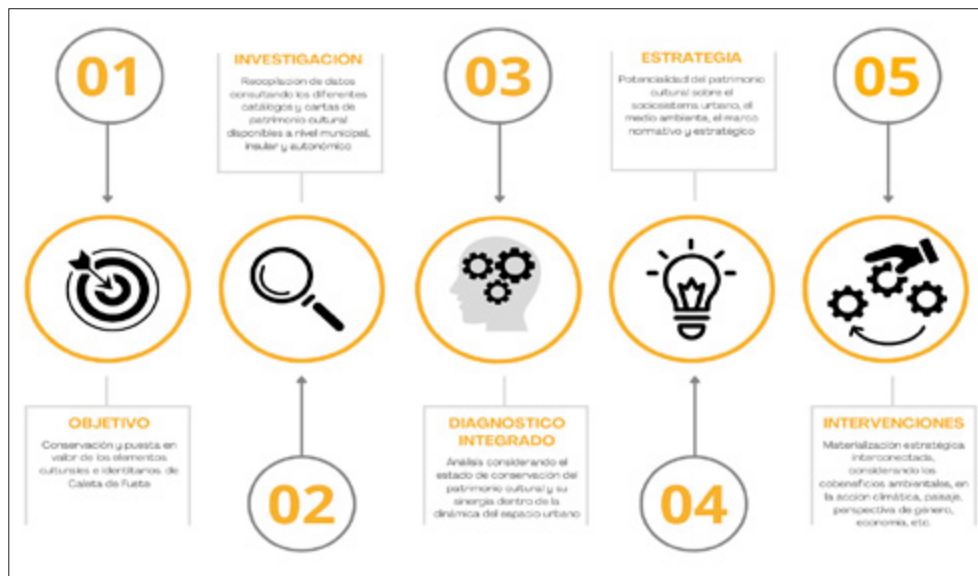 01
OBJETIVO
Conservación y puesta en
valor de los elementos
culturales e identitarios de
Caleta de Fuste
INVESTIGACIÓN
Recopilación de datos
consultando los diferentes
catálogos y cartas de
patrimonio cultural
disponibles a nivel municipal,
insular y autonómico
02
03
DIAGNÓSTICO
INTEGRADO
Análisis considerando el
estado de conservación del
patrimonio cultural y su
sinergia dentro de la
dinámica del espacio urbano
ESTRATEGIA
Potencialidad del patrimonio
cultural sobre el
sociosistema urbano, el
medio ambiente, el marco
normativo y estratégico
04
05
INTERVENCIONES
Materialización estratégica
interconectada,
considerando los
cobeneficios ambientales, en
la acción climática, paisaje,
perspectiva de género,
economía, etc.